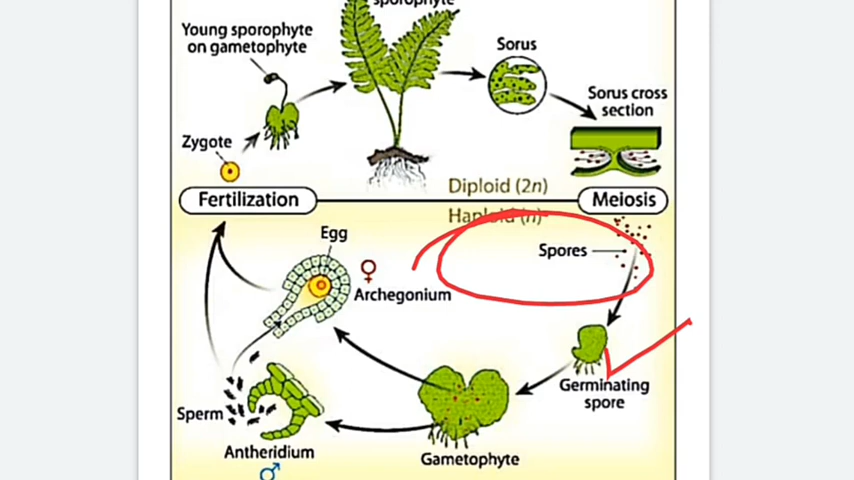 sporophyte
Young sporophyte
on gametophyte
Sorus
Sorus cross
section
Zygote
Diploid (2n)
Fertilization
Meiosis
Haploid (n)
Egg
Spores
♀
Archegonium
Germinating
spore
Sperm
Antheridium
♂
Gametophyte